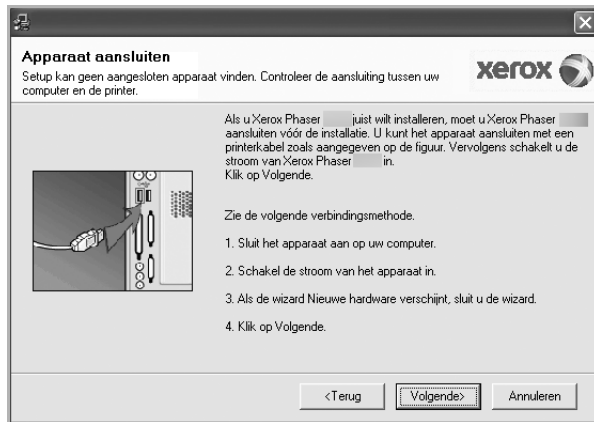 Apparaat aansluiten
Setup kan geen aangesloten apparaat vinden. Controleer de aansluiting tussen uw
computer en de printer.
xerox
Als u Xerox Phaser juist wilt installeren, moet u Xerox Phaser
aansluiten vóór de installatie. U kunt het apparaat aansluiten met een
printerkabel zoals aangegeven op de figuur. Vervolgens schakelt u de
stroom van Xerox Phaser in.
Klik op Volgende.
Zie de volgende verbindingsmethode.
1. Sluit het apparaat aan op uw computer.
2. Schakel de stroom van het apparaat in.
3. Als de wizard Nieuwe hardware verschijnt, sluit u de wizard.
4. Klik op Volgende.
<Terug
Volgende>
Annuleren